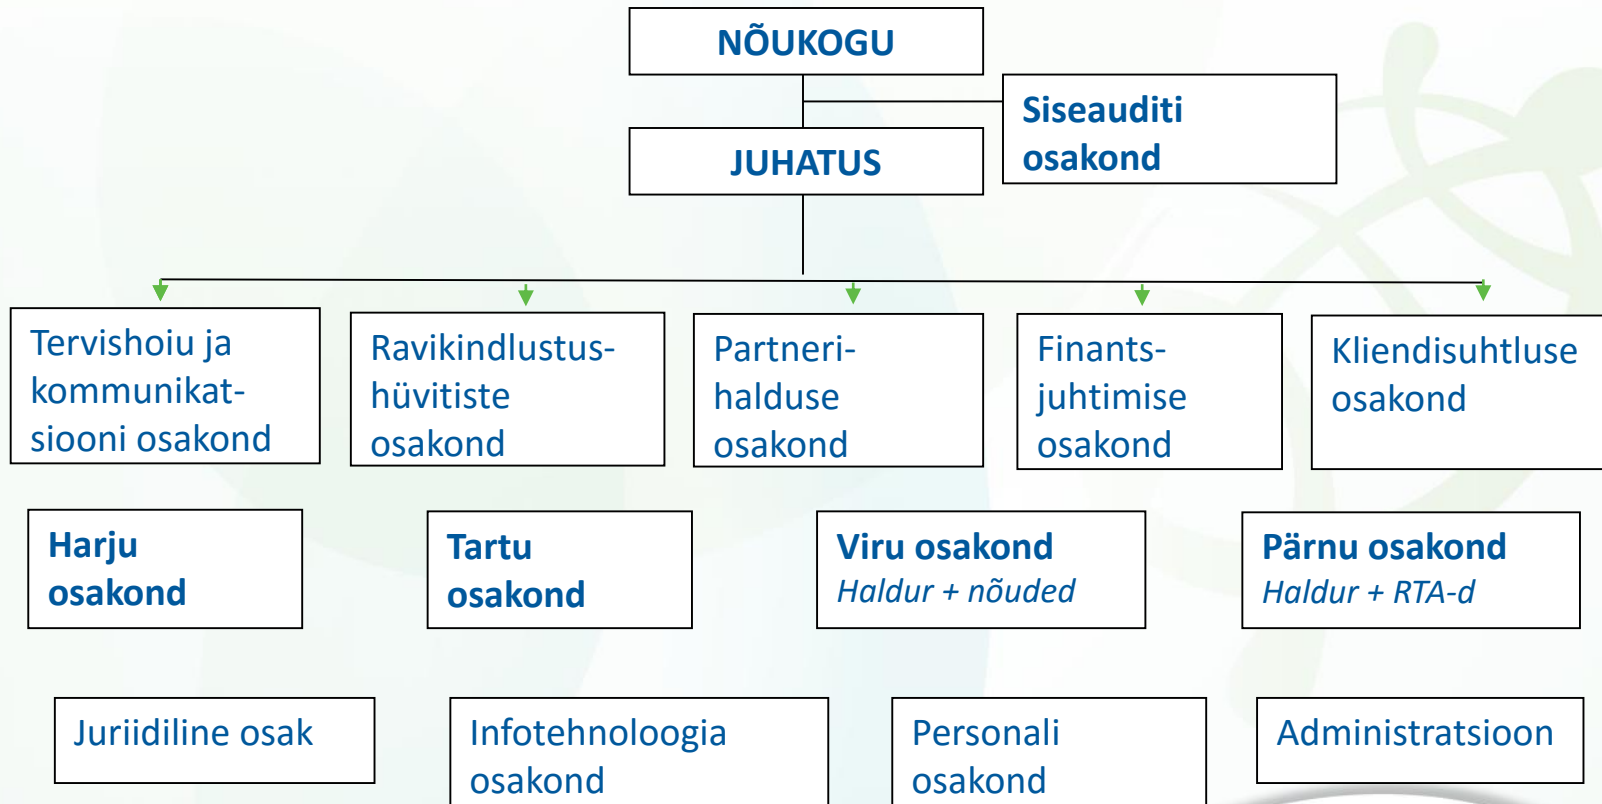 NÕUKOGU
Siseauditi
osakond
JUHATUS
Tervishoiu ja
kommunikat-
siooni osakond
Ravikindlustus-
hüvitiste
osakond
Partneri-
halduse
osakond
Finants-
juhtimise
osakond
Kliendisuhtluse
osakond
Harju
osakond
Tartu
osakond
Viru osakond
Haldur + nõuded
Pärnu osakond
Haldur + RTA-d
Juriidiline osak
Infotehnoloogia
osakond
Personali
osakond
Administratsioon